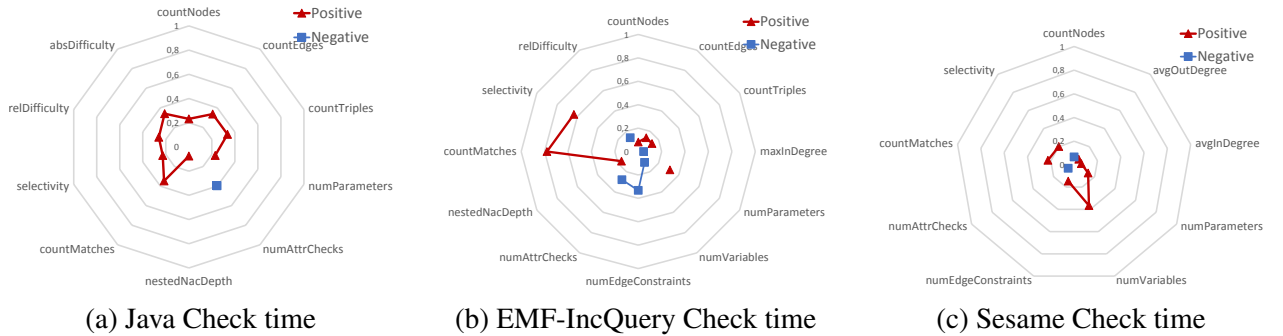 countNodes
Positive
Negative
countEdges
countTriples
numParameters
numAttrChecks
nestedNacDepth
countMatches
selectivity
relDifficulty
absDifficulty
1
0,8
0,6
0,4
0,2
0
(a) Java Check time
countNodes
Positive
Negative
countEdges
countTriples
maxInDegree
numParameters
numVariables
numEdgeConstraints
numAttrChecks
nestedNacDepth
countMatches
selectivity
relDifficulty
1
0,8
0,6
0,4
0,2
0
(b) EMF-IncQuery Check time
countNodes
Positive
Negative
avgOutDegree
avgInDegree
numParameters
numVariables
numEdgeConstraints
numAttrChecks
countMatches
selectivity
1
0,8
0,6
0,4
0,2
0
(c) Sesame Check time